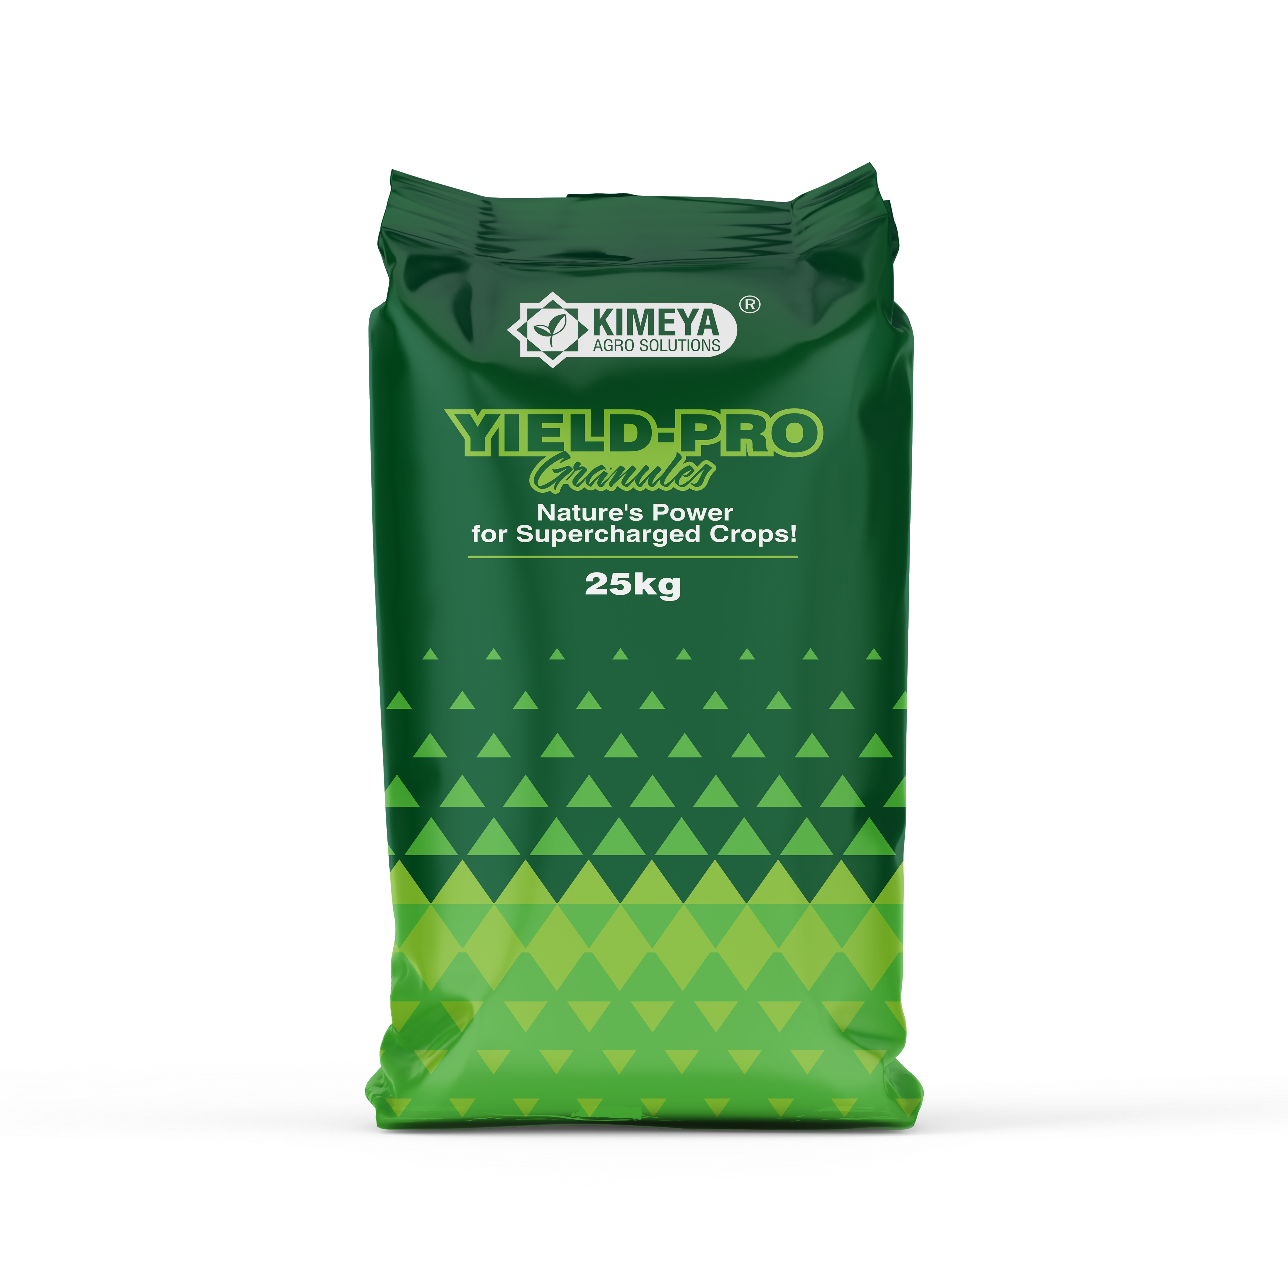 KIMEYA ®
AGRO SOLUTIONS
YIELD-PRO
Granules
Nature's Power
for Supercharged Crops!
25kg